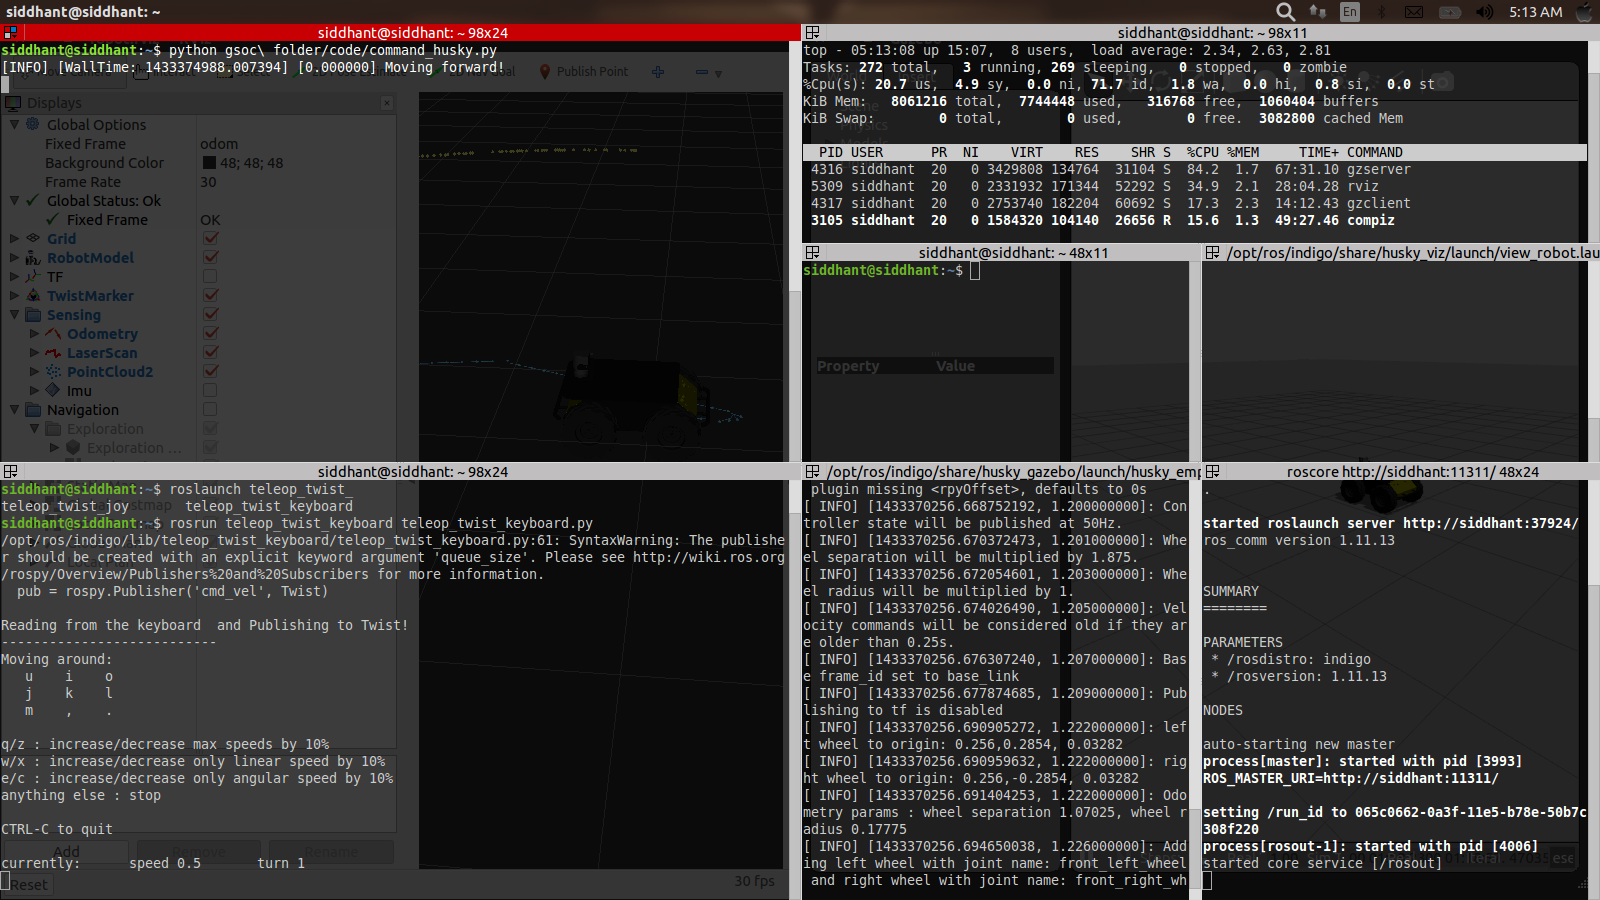 siddhant@siddhant: ~
En
5:13 AM
siddhant@siddhant: ~ 98x24
siddhant@siddhant:~$ python gsoc\ folder/code/command_husky.py
[INFO] [WallTime: 1433374988.007394] [0.000000] Moving forward!
Publish Point
Displays
Global Options
Fixed Frame odom
Background Color 48; 48; 48
Frame Rate 30
Global Status: Ok
Fixed Frame OK
Grid
RobotModel
TF
TwistMarker
Sensing
Odometry
LaserScan
PointCloud2
Imu
Navigation
Exploration
Exploration ...
siddhant@siddhant: ~ 98x24
siddhant@siddhant:~$ roslaunch teleop_twist_
teleop_twist_joy teleop_twist_keyboard
siddhant@siddhant:~$ rosrun teleop_twist_keyboard teleop_twist_keyboard.py
/opt/ros/indigo/lib/teleop_twist_keyboard/teleop_twist_keyboard.py:61: SyntaxWarning: The publishe
r should be created with an explicit keyword argument 'queue_size'. Please see http://wiki.ros.org
/rospy/Overview/Publishers%20and%20Subscribers for more information.
pub = rospy.Publisher('cmd_vel', Twist)
Reading from the keyboard and Publishing to Twist!
---------------------------
Moving around:
u i o
j k l
m , .
q/z : increase/decrease max speeds by 10%
w/x : increase/decrease only linear speed by 10%
e/c : increase/decrease only angular speed by 10%
anything else : stop
CTRL-C to quit
Add Remove Rename
currently: speed 0.5 turn 1
Reset
30 fps
siddhant@siddhant: ~ 98x11
top - 05:13:08 up 15:07, 8 users, load average: 2.34, 2.63, 2.81
Tasks: 272 total, 3 running, 269 sleeping, 0 stopped, 0 zombie
%Cpu(s): 20.7 us, 4.9 sy, 0.0 ni, 71.7 id, 1.8 wa, 0.0 hi, 0.8 si, 0.0 st
KiB Mem: 8061216 total, 7744448 used, 316768 free, 1060404 buffers
KiB Swap: 0 total, 0 used, 0 free. 3082800 cached Mem
Physics
PID USER PR NI VIRT RES SHR S %CPU %MEM TIME+ COMMAND
4316 siddhant 20 0 3429808 134764 31104 S 84.2 1.7 67:31.10 gzserver
5309 siddhant 20 0 2331932 171344 52292 S 34.9 2.1 28:04.28 rviz
4317 siddhant 20 0 2753740 182204 60692 S 17.3 2.3 14:12.43 gzclient
3105 siddhant 20 0 1584320 104140 26656 R 15.6 1.3 49:27.46 compiz
siddhant@siddhant: ~ 48x11
siddhant@siddhant:~$
Property Value
/opt/ros/indigo/share/husky_viz/launch/view_robot.lau
/opt/ros/indigo/share/husky_gazebo/launch/husky_emp
plugin missing <rpyOffset>, defaults to 0s
[ INFO] [1433370256.668752192, 1.200000000]: Con
troller state will be published at 50Hz.
[ INFO] [1433370256.670372473, 1.201000000]: Whe
el separation will be multiplied by 1.875.
[ INFO] [1433370256.672054601, 1.203000000]: Whe
el radius will be multiplied by 1.
[ INFO] [1433370256.674026490, 1.205000000]: Vel
ocity commands will be considered old if they ar
e older than 0.25s.
[ INFO] [1433370256.676307240, 1.207000000]: Bas
e frame_id set to base_link
[ INFO] [1433370256.677874685, 1.209000000]: Pub
lishing to tf is disabled
[ INFO] [1433370256.690905272, 1.222000000]: lef
t wheel to origin: 0.256,0.2854, 0.03282
[ INFO] [1433370256.690959632, 1.222000000]: rig
ht wheel to origin: 0.256,-0.2854, 0.03282
[ INFO] [1433370256.691404253, 1.222000000]: Odo
metry params : wheel separation 1.07025, wheel r
adius 0.17775
[ INFO] [1433370256.694650038, 1.226000000]: Add
ing left wheel with joint name: front_left_wheel
and right wheel with joint name: front_right_wh
roscore http://siddhant:11311/ 48x24
.
started roslaunch server http://siddhant:37924/
ros_comm version 1.11.13
SUMMARY
========
PARAMETERS
* /rosdistro: indigo
* /rosversion: 1.11.13
NODES
auto-starting new master
process[master]: started with pid [3993]
ROS_MASTER_URI=http://siddhant:11311/
setting /run_id to 065c0662-0a3f-11e5-b78e-50b7c
308f220
process[rosout-1]: started with pid [4006]
started core service [/rosout]